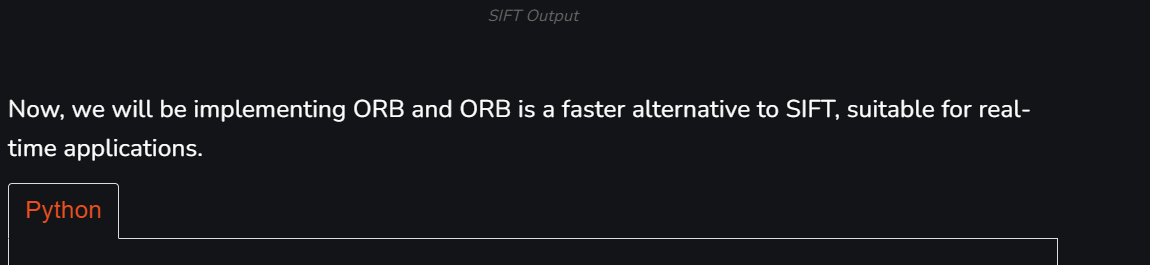 SIFT Output
Now, we will be implementing ORB and ORB is a faster alternative to SIFT, suitable for real-
time applications.
Python